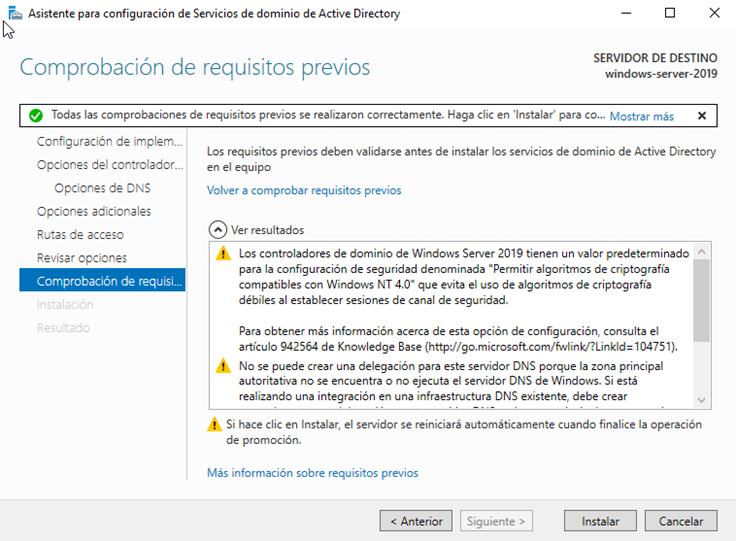 Asistente para configuración de Servicios de dominio de Active Directory
Comprobación de requisitos previos
SERVIDOR DE DESTINO
windows-server-2019
Todas las comprobaciones de requisitos previos se realizaron correctamente. Haga clic en 'Instalar' para co... Mostrar más
Configuración de implem...
Opciones del controlador...
Opciones de DNS
Opciones adicionales
Rutas de acceso
Revisar opciones
Comprobación de requisi...
Instalación
Resultado
Los requisitos previos deben validarse antes de instalar los servicios de dominio de Active Directory
en el equipo
Volver a comprobar requisitos previos
Ver resultados
Los controladores de dominio de Windows Server 2019 tienen un valor predeterminado
para la configuración de seguridad denominada "Permitir algoritmos de criptografía
compatibles con Windows NT 4.0" que evita el uso de algoritmos de criptografía
débiles al establecer sesiones de canal de seguridad.
Para obtener más información acerca de esta opción de configuración, consulta el
artículo 942564 de Knowledge Base (http://go.microsoft.com/fwlink/?LinkId=104751).
No se puede crear una delegación para este servidor DNS porque la zona principal
autoritativa no se encuentra o no ejecuta el servidor DNS de Windows. Si está
realizando una integración en una infraestructura DNS existente, debe crear
Si hace clic en Instalar, el servidor se reiniciará automáticamente cuando finalice la operación
de promoción.
Más información sobre requisitos previos
< Anterior
Siguiente >
Instalar
Cancelar